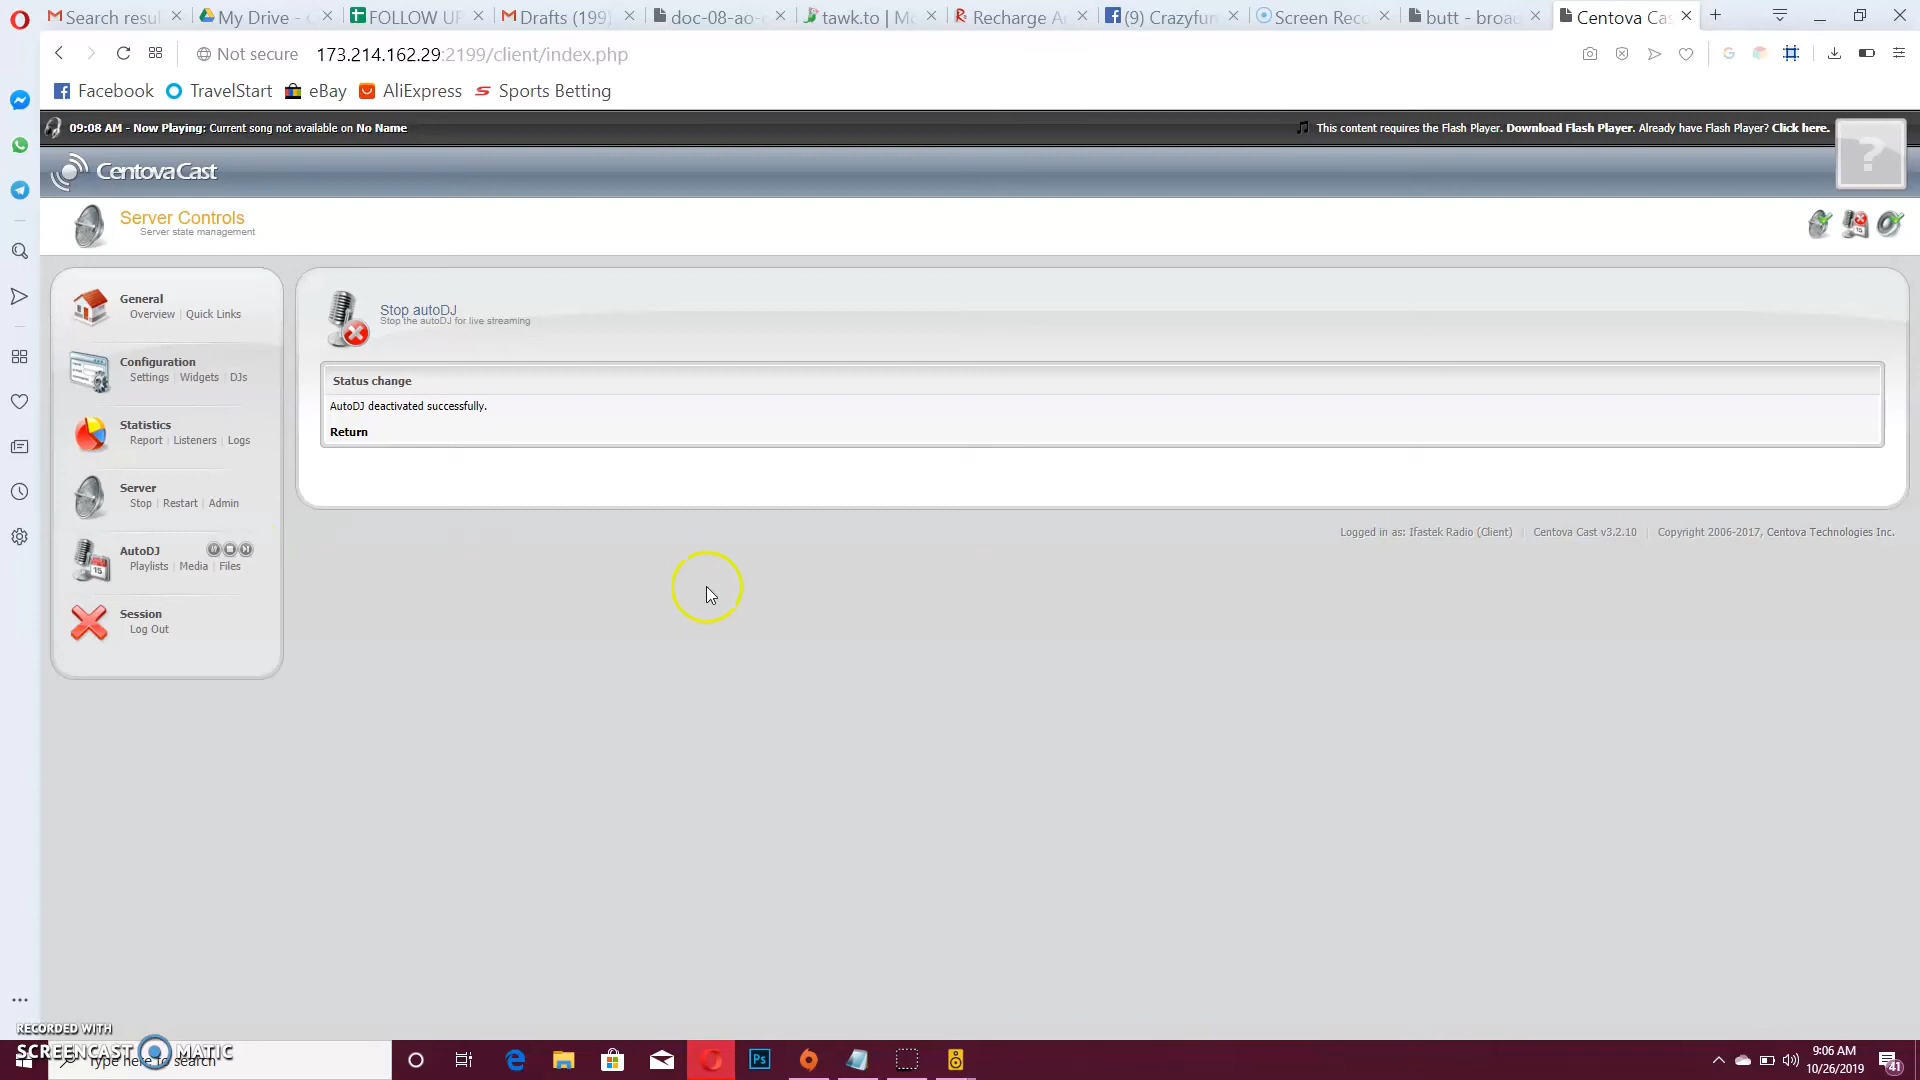 Search resul
My Drive -
FOLLOW UP
Drafts (199)
doc-08-ao-
tawk.to | Mo
Recharge A
(9) Crazyfun
Screen Reco
butt - broad
Centova Cas
Not secure 173.214.162.29:2199/client/index.php
Facebook TravelStart eBay AliExpress Sports Betting
09:08 AM - Now Playing: Current song not available on No Name
This content requires the Flash Player. Download Flash Player. Already have Flash Player? Click here.
CentovaCast
Server Controls
Server state management
General
Overview | Quick Links
Configuration
Settings | Widgets | DJs
Statistics
Report | Listeners | Logs
Server
Stop | Restart | Admin
AutoDJ
Playlists | Media | Files
Session
Log Out
Stop autoDJ
Stop the autoDJ for live streaming
Status change
AutoDJ deactivated successfully.
Return
Logged in as: Ifastek Radio (Client) | Centova Cast v3.2.10 | Copyright 2006-2017, Centova Technologies Inc.
RECORDED WITH
SCREENCAST MATIC
Type here to search
9:06 AM
10/26/2019
41